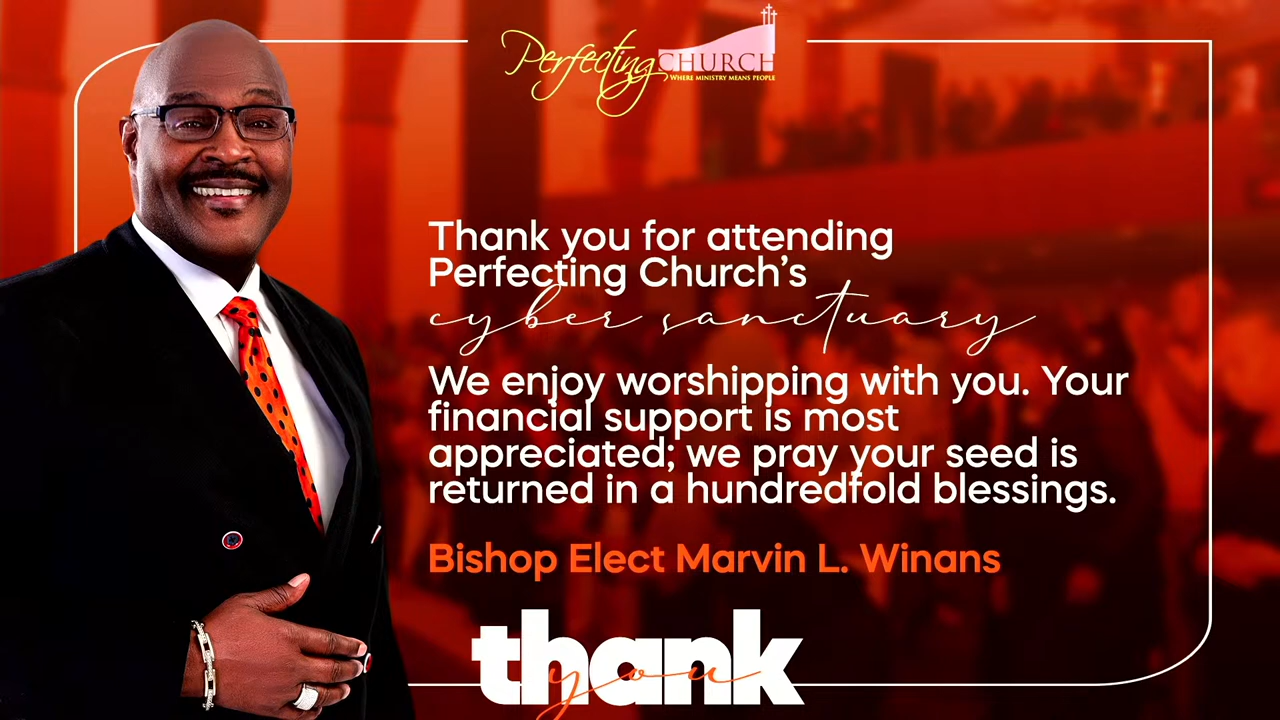 Perfecting CHURCH
WHERE MINISTRY MEANS PEOPLE
Thank you for attending
Perfecting Church's
cyber sanctuary
We enjoy worshipping with you. Your
financial support is most
appreciated; we pray your seed is
returned in a hundredfold blessings.
Bishop Elect Marvin L. Winans
thank
you